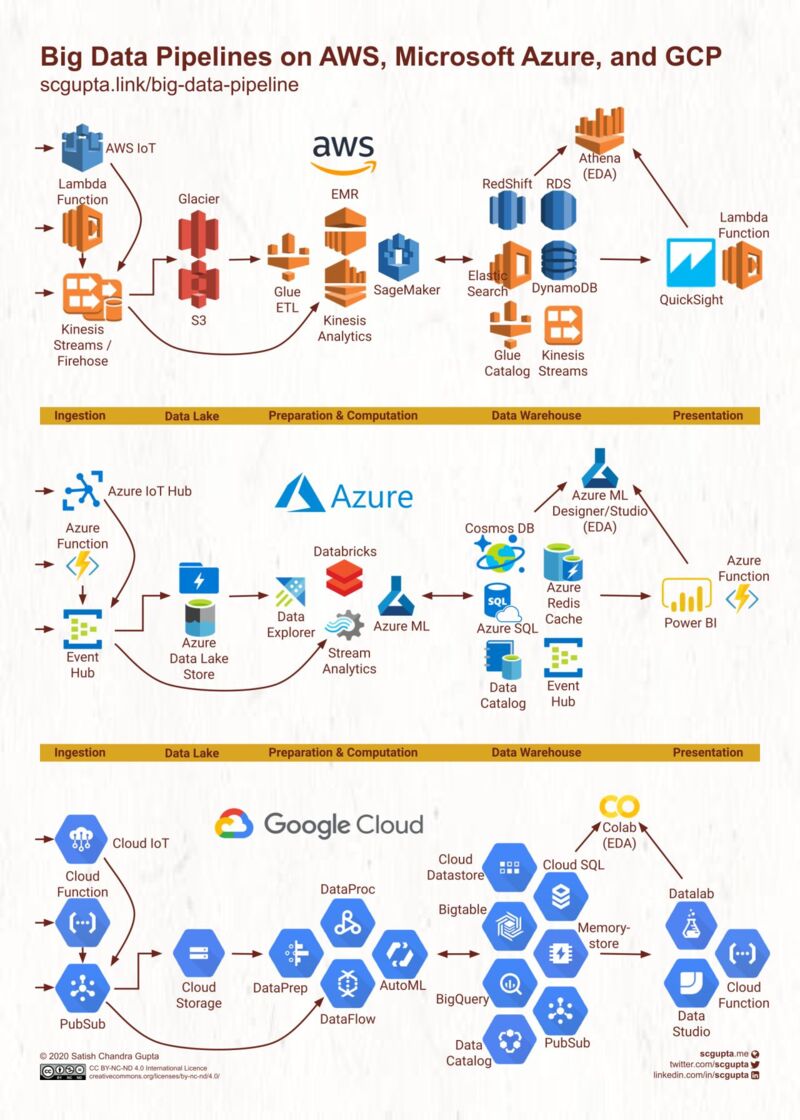 Big Data Pipelines on AWS, Microsoft Azure, and GCP
scgupta.link/big-data-pipeline
AWS IoT
Lambda
Function
Kinesis
Streams /
Firehose
Glacier
S3
aws
EMR
Glue
ETL
Kinesis
Analytics
SageMaker
Athena
(EDA)
RedShift
RDS
Elastic
Search
DynamoDB
Glue
Catalog
Kinesis
Streams
Lambda
Function
QuickSight
Ingestion
Data Lake
Preparation & Computation
Data Warehouse
Presentation
Azure IoT Hub
Azure
Function
Event
Hub
Azure
Data Lake
Store
Azure
Databricks
Data
Explorer
Stream
Analytics
Azure ML
Azure ML
Designer/Studio
(EDA)
Cosmos DB
Azure
Redis
Cache
SQL
Azure SQL
Data
Catalog
Event
Hub
Azure
Function
Power BI
Ingestion
Data Lake
Preparation & Computation
Data Warehouse
Presentation
Cloud IoT
Cloud
Function
PubSub
Cloud
Storage
Google Cloud
DataProc
DataPrep
AutoML
DataFlow
Colab
(EDA)
Cloud
Datastore
Cloud SQL
Bigtable
Memory-
store
BigQuery
PubSub
Data
Catalog
Datalab
Cloud
Function
Data
Studio
© 2020 Satish Chandra Gupta
CC BY-NC-ND 4.0 International Licence
creativecommons.org/licenses/by-nc-nd/4.0/
scgupta.me
twitter.com/scgupta
linkedin.com/in/scgupta